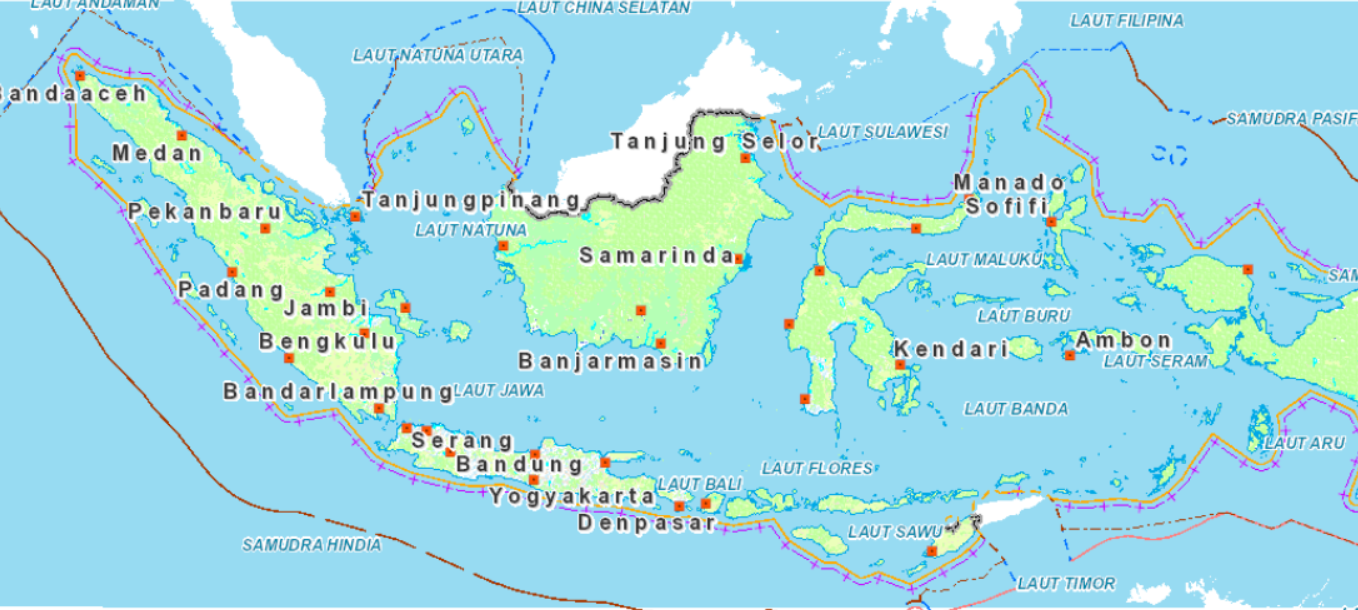 LAUT ANDAMAN
LAUT CHINA SELATAN
LAUT FILIPINA
LAUT NATUNA UTARA
Bandaaceh
SAMUDRA PASIF
LAUT SULAWESI
Tanjung Selor
Medan
Manado
Tanjungpinang
Sofifi
Pekanbaru
LAUT NATUNA
Samarinda
LAUT MALUKU
SAM
Padang
Jambi
LAUT BURU
Bengkulu
Ambon
Kendari
Banjarmasin
LAUT SERAM
Bandarlampung
LAUT JAWA
LAUT BANDA
Serang
LAUT ARU
Bandung
LAUT FLORES
LAUT BALI
Yogyakarta
Denpasar
LAUT SAWU
SAMUDRA HINDIA
LAUT TIMOR